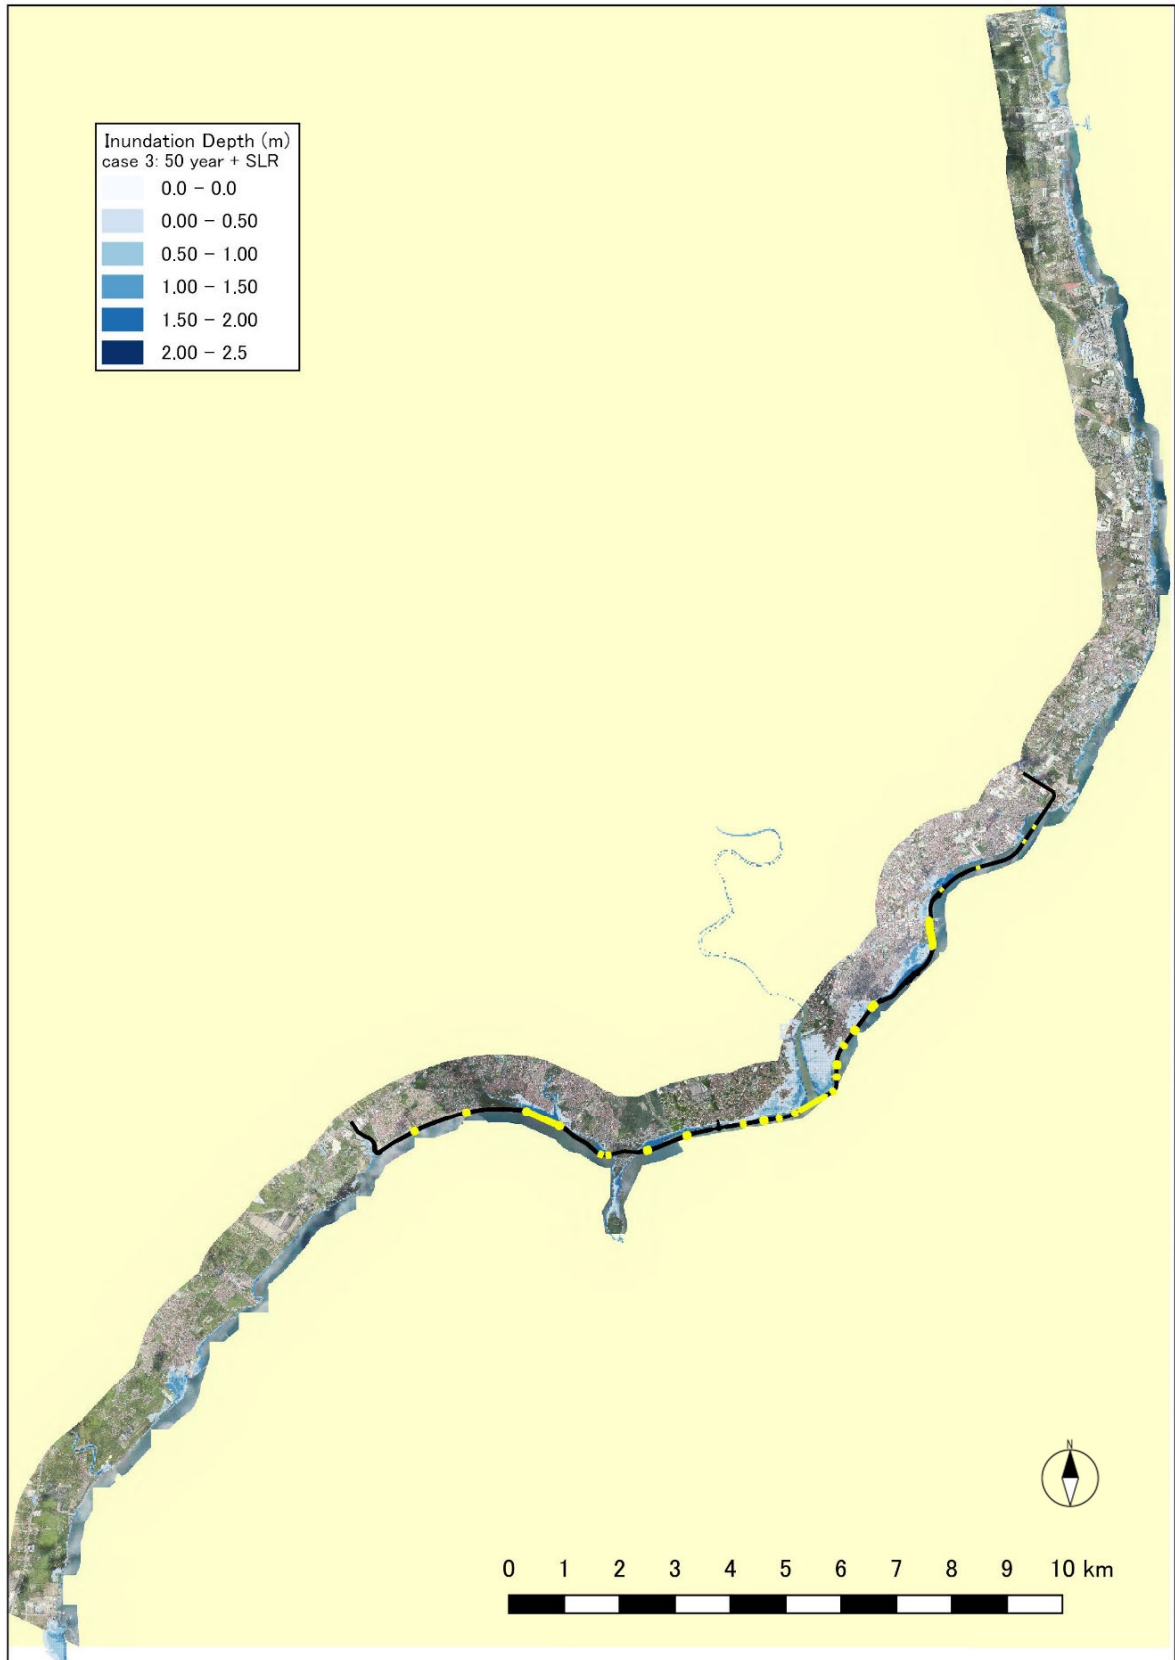 Inundation Depth (m)
case 3: 50 year + SLR
0.0 - 0.0
0.00 - 0.50
0.50 - 1.00
1.00 - 1.50
1.50 - 2.00
2.00 - 2.5
N
0 1 2 3 4 5 6 7 8 9 10 km